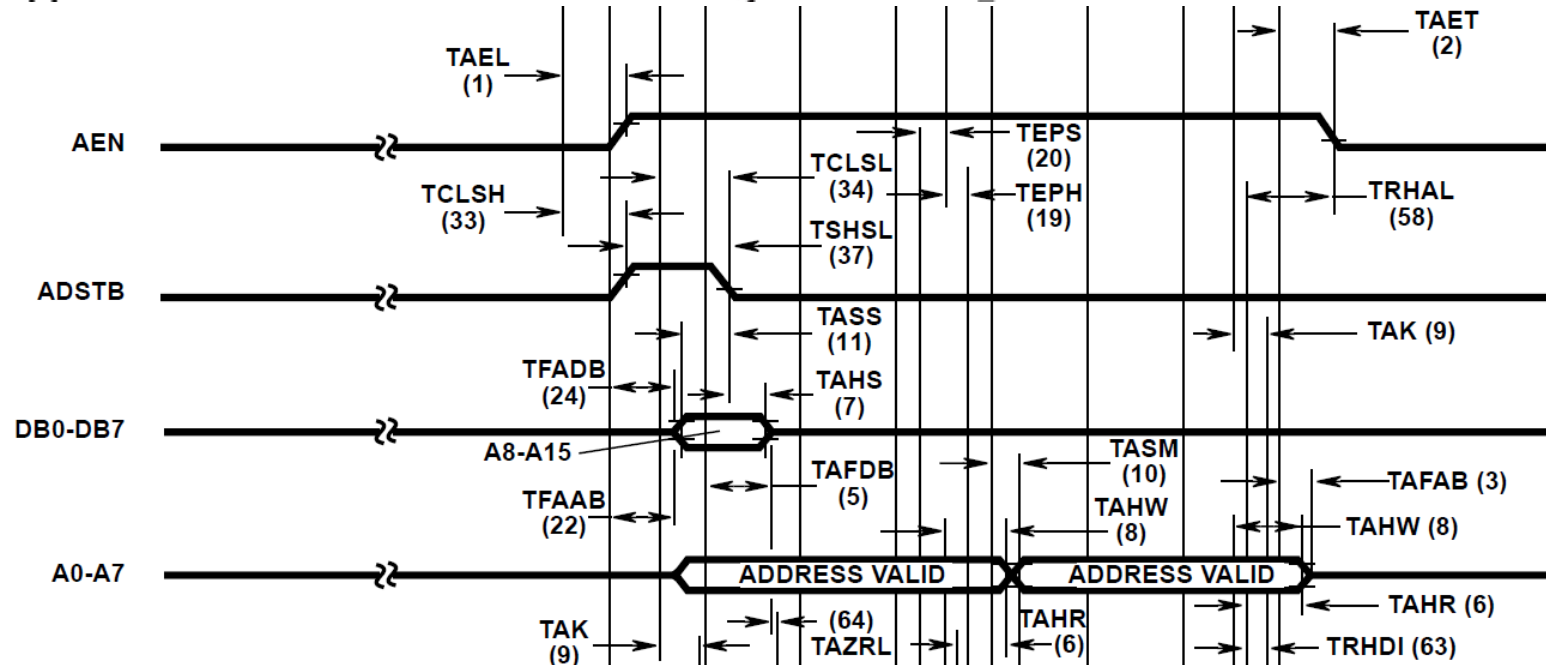 TAEL
(1)
TAET
(2)
AEN
TEPS
(20)
TCLSL
(34)
TEPH
(19)
TCLSH
(33)
TRHAL
(58)
TSHSL
(37)
ADSTB
TASS
(11)
TAK (9)
TFADB
(24)
TAHS
(7)
DB0-DB7
A8-A15
TASM
(10)
TAFDB
(5)
TAFAB (3)
TFAAB
(22)
TAHW
(8)
TAHW (8)
A0-A7
ADDRESS VALID
ADDRESS VALID
TAHR (6)
TAK
(9)
(64)
TAZRL
TAHR
(6)
TRHDI (63)